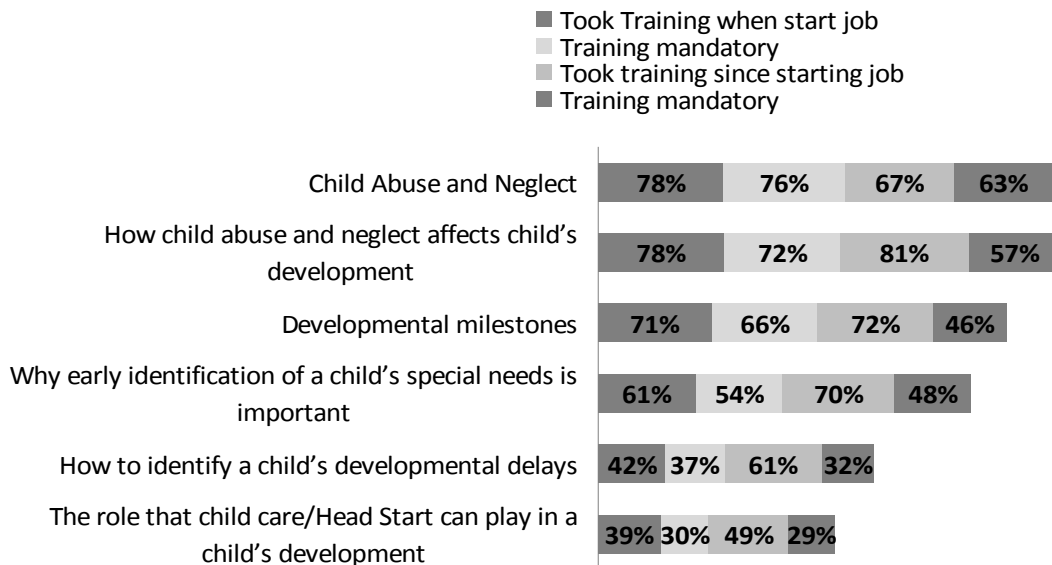 Took Training when start job
Training mandatory
Took training since starting job
Training mandatory
Child Abuse and Neglect
78% 76% 67% 63%
How child abuse and neglect affects child's
development
78% 72% 81% 57%
Developmental milestones
71% 66% 72% 46%
Why early identification of a child's special needs is
important
61% 54% 70% 48%
How to identify a child's developmental delays
42% 37% 61% 32%
The role that child care/Head Start can play in a
child's development
39% 30% 49% 29%